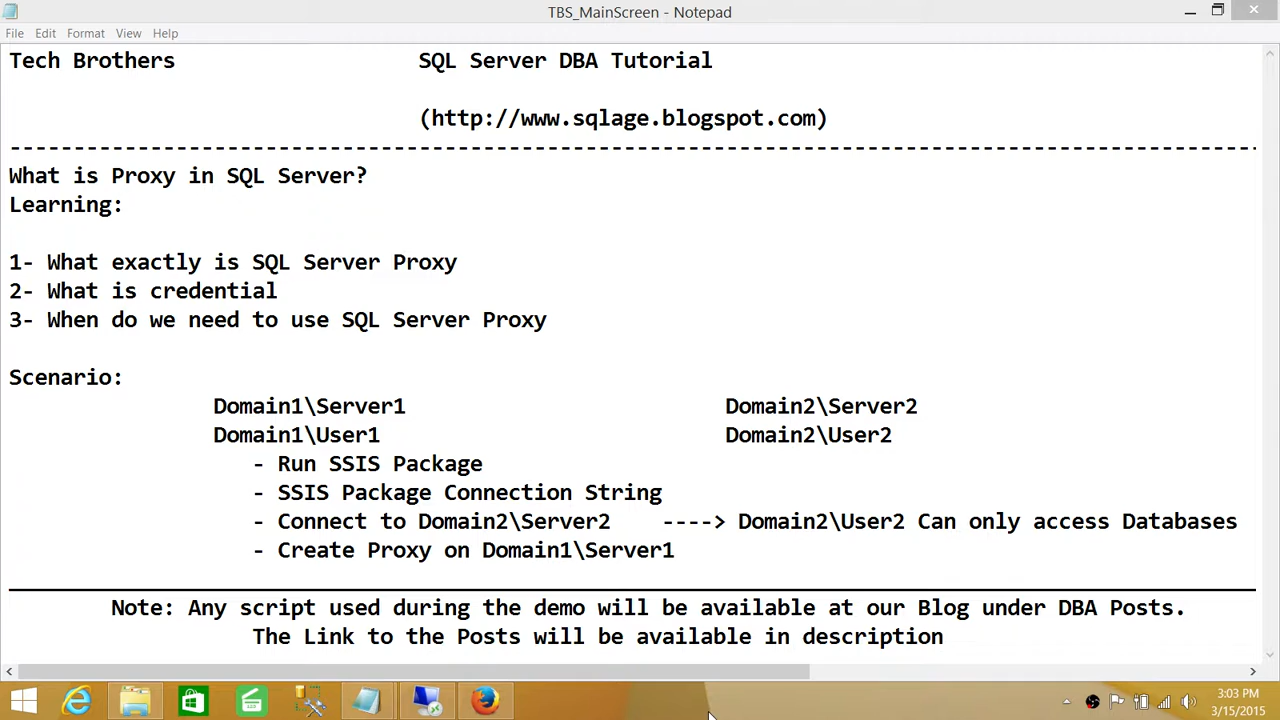 TBS_MainScreen - Notepad
File Edit Format View Help
Tech Brothers SQL Server DBA Tutorial
(http://www.sqlage.blogspot.com)
---------------------------------------------------------------------------------------------------
What is Proxy in SQL Server?
Learning:
1- What exactly is SQL Server Proxy
2- What is credential
3- When do we need to use SQL Server Proxy
Scenario:
Domain1\Server1 Domain2\Server2
Domain1\User1 Domain2\User2
- Run SSIS Package
- SSIS Package Connection String
- Connect to Domain2\Server2 ----> Domain2\User2 Can only access Databases
- Create Proxy on Domain1\Server1
Note: Any script used during the demo will be available at our Blog under DBA Posts.
The Link to the Posts will be available in description
3:03 PM
3/15/2015